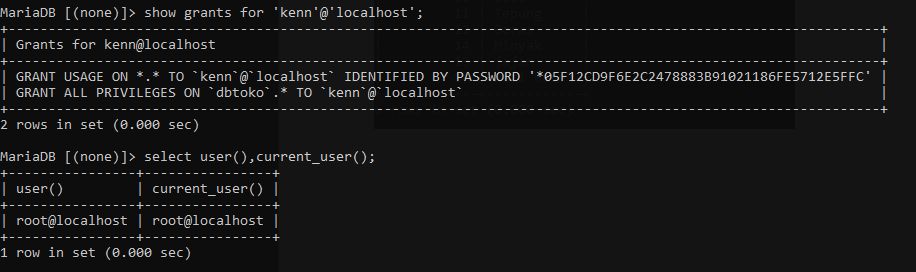 MariaDB [(none)]> show grants for 'kenn'@'localhost';
+--------------------------------------------------------------------------------------------------------------+
| Grants for kenn@localhost                                                                                    |
+--------------------------------------------------------------------------------------------------------------+
| GRANT USAGE ON *.* TO `kenn`@`localhost` IDENTIFIED BY PASSWORD '*05F12CD9F6E2C2478883B91021186FE5712E5FFC' |
| GRANT ALL PRIVILEGES ON `dbtoko`.* TO `kenn`@`localhost`                                                     |
+--------------------------------------------------------------------------------------------------------------+
2 rows in set (0.000 sec)
MariaDB [(none)]> select user(),current_user();
+----------------+----------------+
| user()         | current_user() |
+----------------+----------------+
| root@localhost | root@localhost |
+----------------+----------------+
1 row in set (0.000 sec)